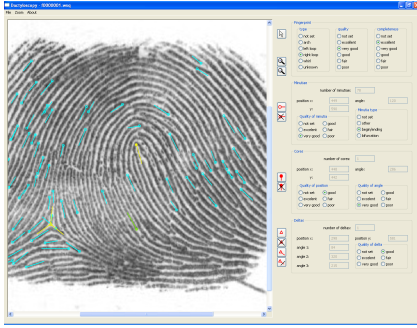 Dactyloscopy - 00000001.wsq
File Tools About
Fingerprint
type quality completeness
not set not set not set
arch excellent excellent
left loop very good very good
right loop good good
whirl fair fair
unknown poor poor
Minutiae
number of minutiae:
position x: angle:
y: Minutia type
Quality of minutia not set
not set good other
excellent fair begin/ending
very good poor bifurcation
Cores
number of cores:
position x: angle:
y:
Quality of position Quality of angle
not set good not set good
excellent fair excellent fair
very good poor very good poor
Deltas
number of deltas:
position x: position y:
angle 1: Quality of delta
not set good
angle 2: excellent fair
very good poor
angle 3: